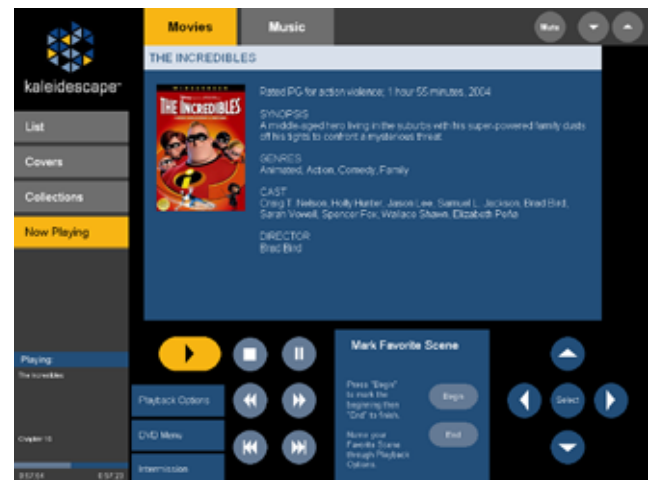 Movies
Music
Mute
THE INCREDIBLES
kaleidescape
List
Covers
Collections
Now Playing
WIDESCREEN
THE INCREDIBLES
Rated PG for action violence; 1 hour 55 minutes, 2004
SYNOPSIS
A middle-aged hero living in the suburbs with his super-powered family dusts
off his tights to confront a mysterious threat.
GENRES
Animated, Action, Comedy, Family
CAST
Craig T. Nelson, Holly Hunter, Jason Lee, Samuel L. Jackson, Brad Bird,
Sarah Vowell, Spencer Fox, Wallace Shawn, Elizabeth Peña
DIRECTOR
Brad Bird
Playing:
The Incredibles
Chapter 15
0:57:23
Playback Options
DVD Menu
Intermission
Mark Favorite Scene
Press "Begin"
to mark the
beginning then
"End" to finish.
Begin
Name your
Favorite Scene
through Playback
Options.
End
Select